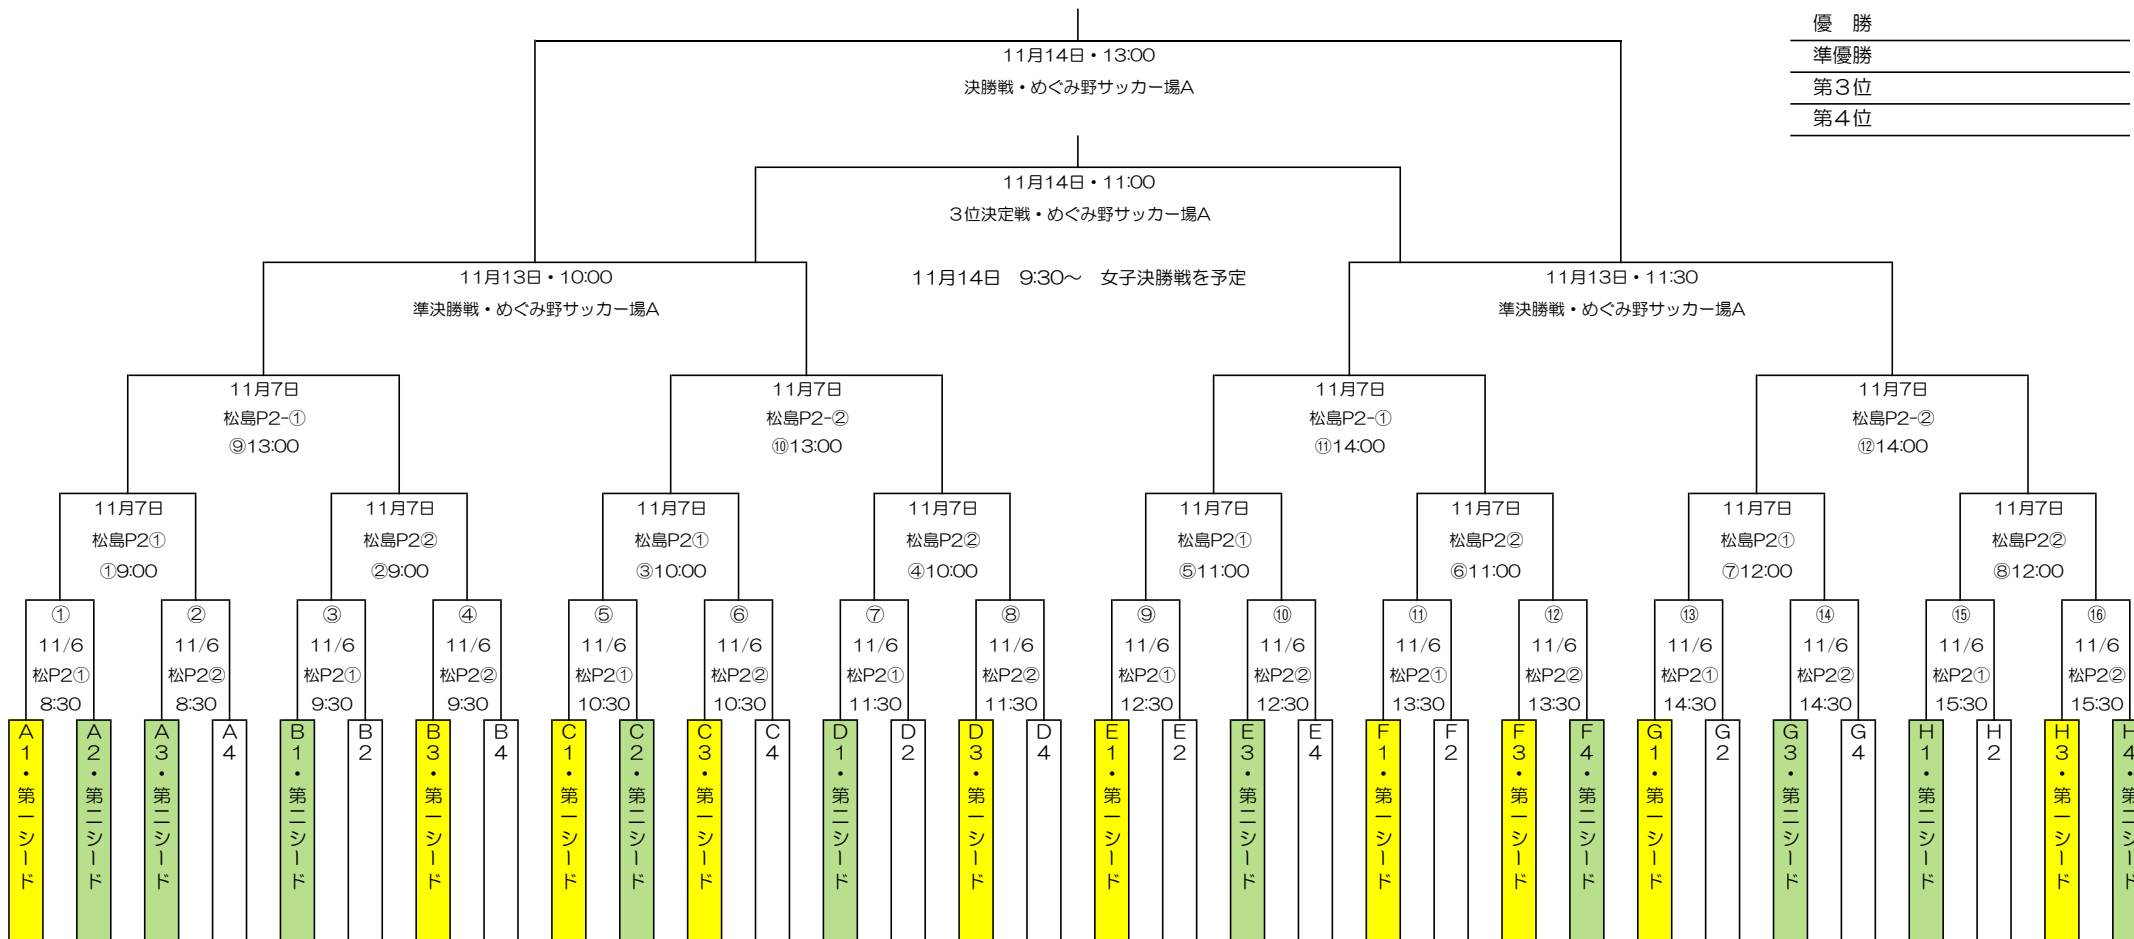 優　勝
準優勝
第3位
第4位
11月14日・13:00
決勝戦・めぐみ野サッカー場A
11月14日・11:00
3位決定戦・めぐみ野サッカー場A
11月13日・10:00
準決勝戦・めぐみ野サッカー場A
11月14日　9:30～　女子決勝戦を予定
11月13日・11:30
準決勝戦・めぐみ野サッカー場A
11月7日
松島P2-①
⑨13:00
11月7日
松島P2-②
⑩13:00
11月7日
松島P2-①
⑪14:00
11月7日
松島P2-②
⑫14:00
11月7日
松島P2①
①9:00
11月7日
松島P2②
②9:00
11月7日
松島P2①
③10:00
11月7日
松島P2②
④10:00
11月7日
松島P2①
⑤11:00
11月7日
松島P2②
⑥11:00
11月7日
松島P2①
⑦12:00
11月7日
松島P2②
⑧12:00
①
11/6
松P2①
8:30
②
11/6
松P2②
8:30
③
11/6
松P2①
9:30
④
11/6
松P2②
9:30
⑤
11/6
松P2①
10:30
⑥
11/6
松P2②
10:30
⑦
11/6
松P2①
11:30
⑧
11/6
松P2②
11:30
⑨
11/6
松P2①
12:30
⑩
11/6
松P2②
12:30
⑪
11/6
松P2①
13:30
⑫
11/6
松P2②
13:30
⑬
11/6
松P2①
14:30
⑭
11/6
松P2②
14:30
⑮
11/6
松P2①
15:30
⑯
11/6
松P2②
15:30
A1・第一シード
A2・第二シード
A3・第二シード
A4
B1・第二シード
B2
B3・第一シード
B4
C1・第一シード
C2・第二シード
C3・第一シード
C4
D1・第二シード
D2
D3・第一シード
D4
E1・第一シード
E2
E3・第二シード
E4
F1・第一シード
F2
F3・第一シード
F4・第二シード
G1・第一シード
G2
G3・第二シード
G4
H1・第二シード
H2
H3・第一シード
H4・第二シード